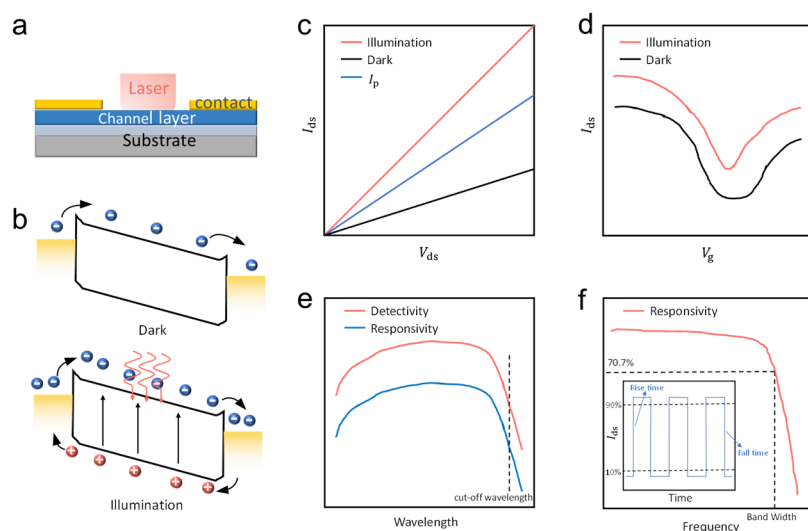 a
Laser
contact
Channel layer
Substrate
b
Dark
Illumination
c
Illumination
Dark
Ip
Ids
Vds
d
Illumination
Dark
Ids
Vg
e
Detectivity
Responsivity
cut-off wavelength
Wavelength
f
Responsivity
70.7%
Rise time
90%
Ids
Fall time
10%
Time
Band Width
Frequency